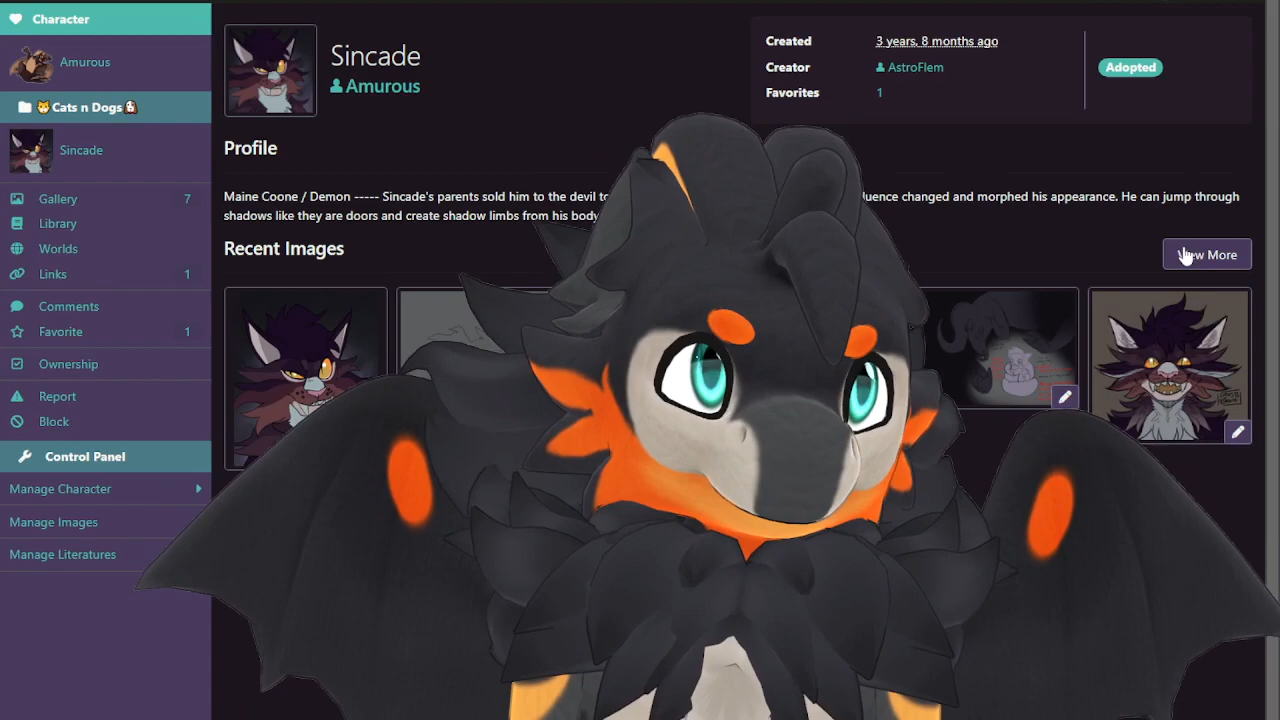 Character
Amurous
Cats n Dogs
Sincade
Gallery 7
Library
Worlds
Links 1
Comments
Favorite 1
Ownership
Report
Block
Control Panel
Manage Character
Manage Images
Manage Literatures
Sincade
Amurous
Created 3 years, 8 months ago
Creator AstroFlem
Favorites 1
Adopted
Profile
Maine Coone / Demon ----- Sincade's parents sold him to the devil changed and morphed his appearance. He can jump through
shadows like they are doors and create shadow limbs from his body
Recent Images
View More